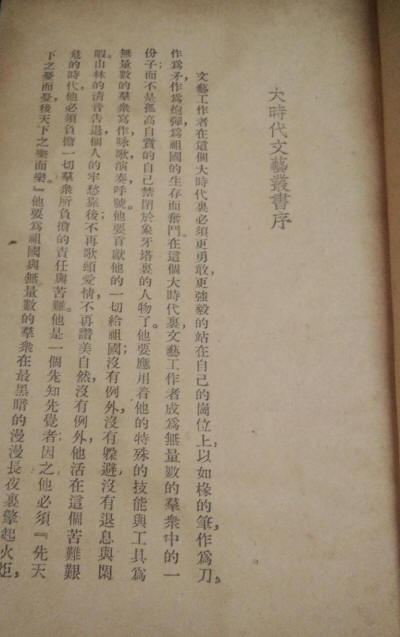 大時代文藝叢書序
文藝工作者在這個大時代裏必須更勇敢,更強毅的站在自己的崗位上,以如椽的筆,作爲刀,
作爲矛,作爲炮彈,爲祖國的生存而奮鬥。在這個大時代裏,文藝工作者成爲無量數的羣衆中的一
份子,而不是孤高自賞的自己禁閉於象牙塔裏的人物了。他要應用着他的特殊的技能與工具爲
無量數的羣衆寫作,咏歌,演奏,呼號。他要貢獻他的一切給祖國;沒有例外,沒有躱避,沒有退息與閑
暇。山林的清音告退,個人的牢愁靠後;不再歌頌愛情,不再讚美自然,沒有例外,他活在這個苦難艱
危的時代,他必須負擔一切羣衆所負擔的責任與苦難。他是一個先知先覺者;因之他必須『先天
下之憂而憂,後天下之樂而樂』他要爲祖國與無量數的羣衆在最黑暗的漫漫長夜裏擎起火炬,